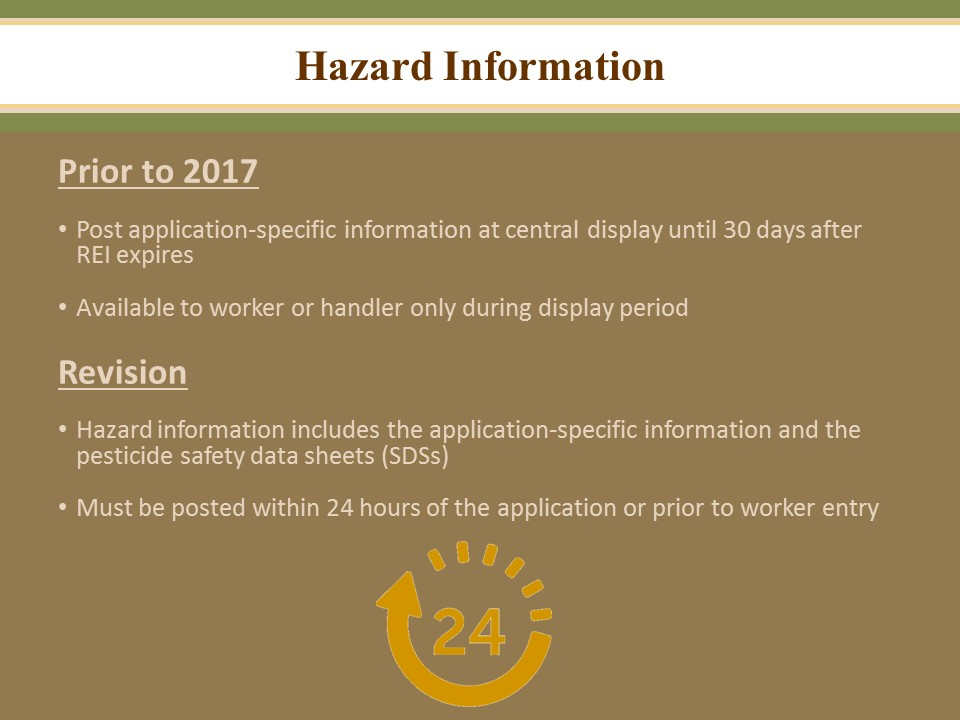 Hazard Information
Prior to 2017
• Post application-specific information at central display until 30 days after
REI expires
• Available to worker or handler only during display period
Revision
• Hazard information includes the application-specific information and the
pesticide safety data sheets (SDSs)
• Must be posted within 24 hours of the application or prior to worker entry
24